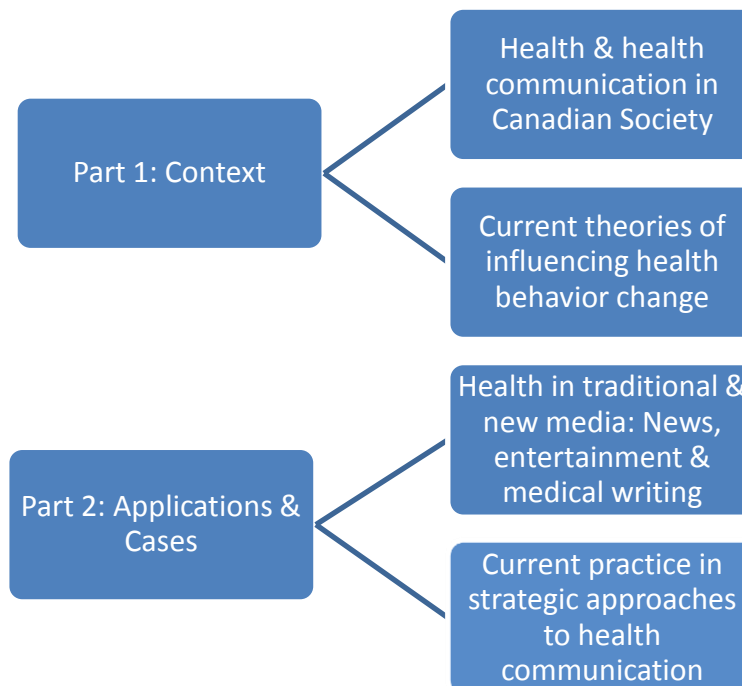 Part 1: Context
Health & health
communication in
Canadian Society
Current theories of
influencing health
behavior change
Part 2: Applications &
Cases
Health in traditional &
new media: News,
entertainment &
medical writing
Current practice in
strategic approaches
to health
communication